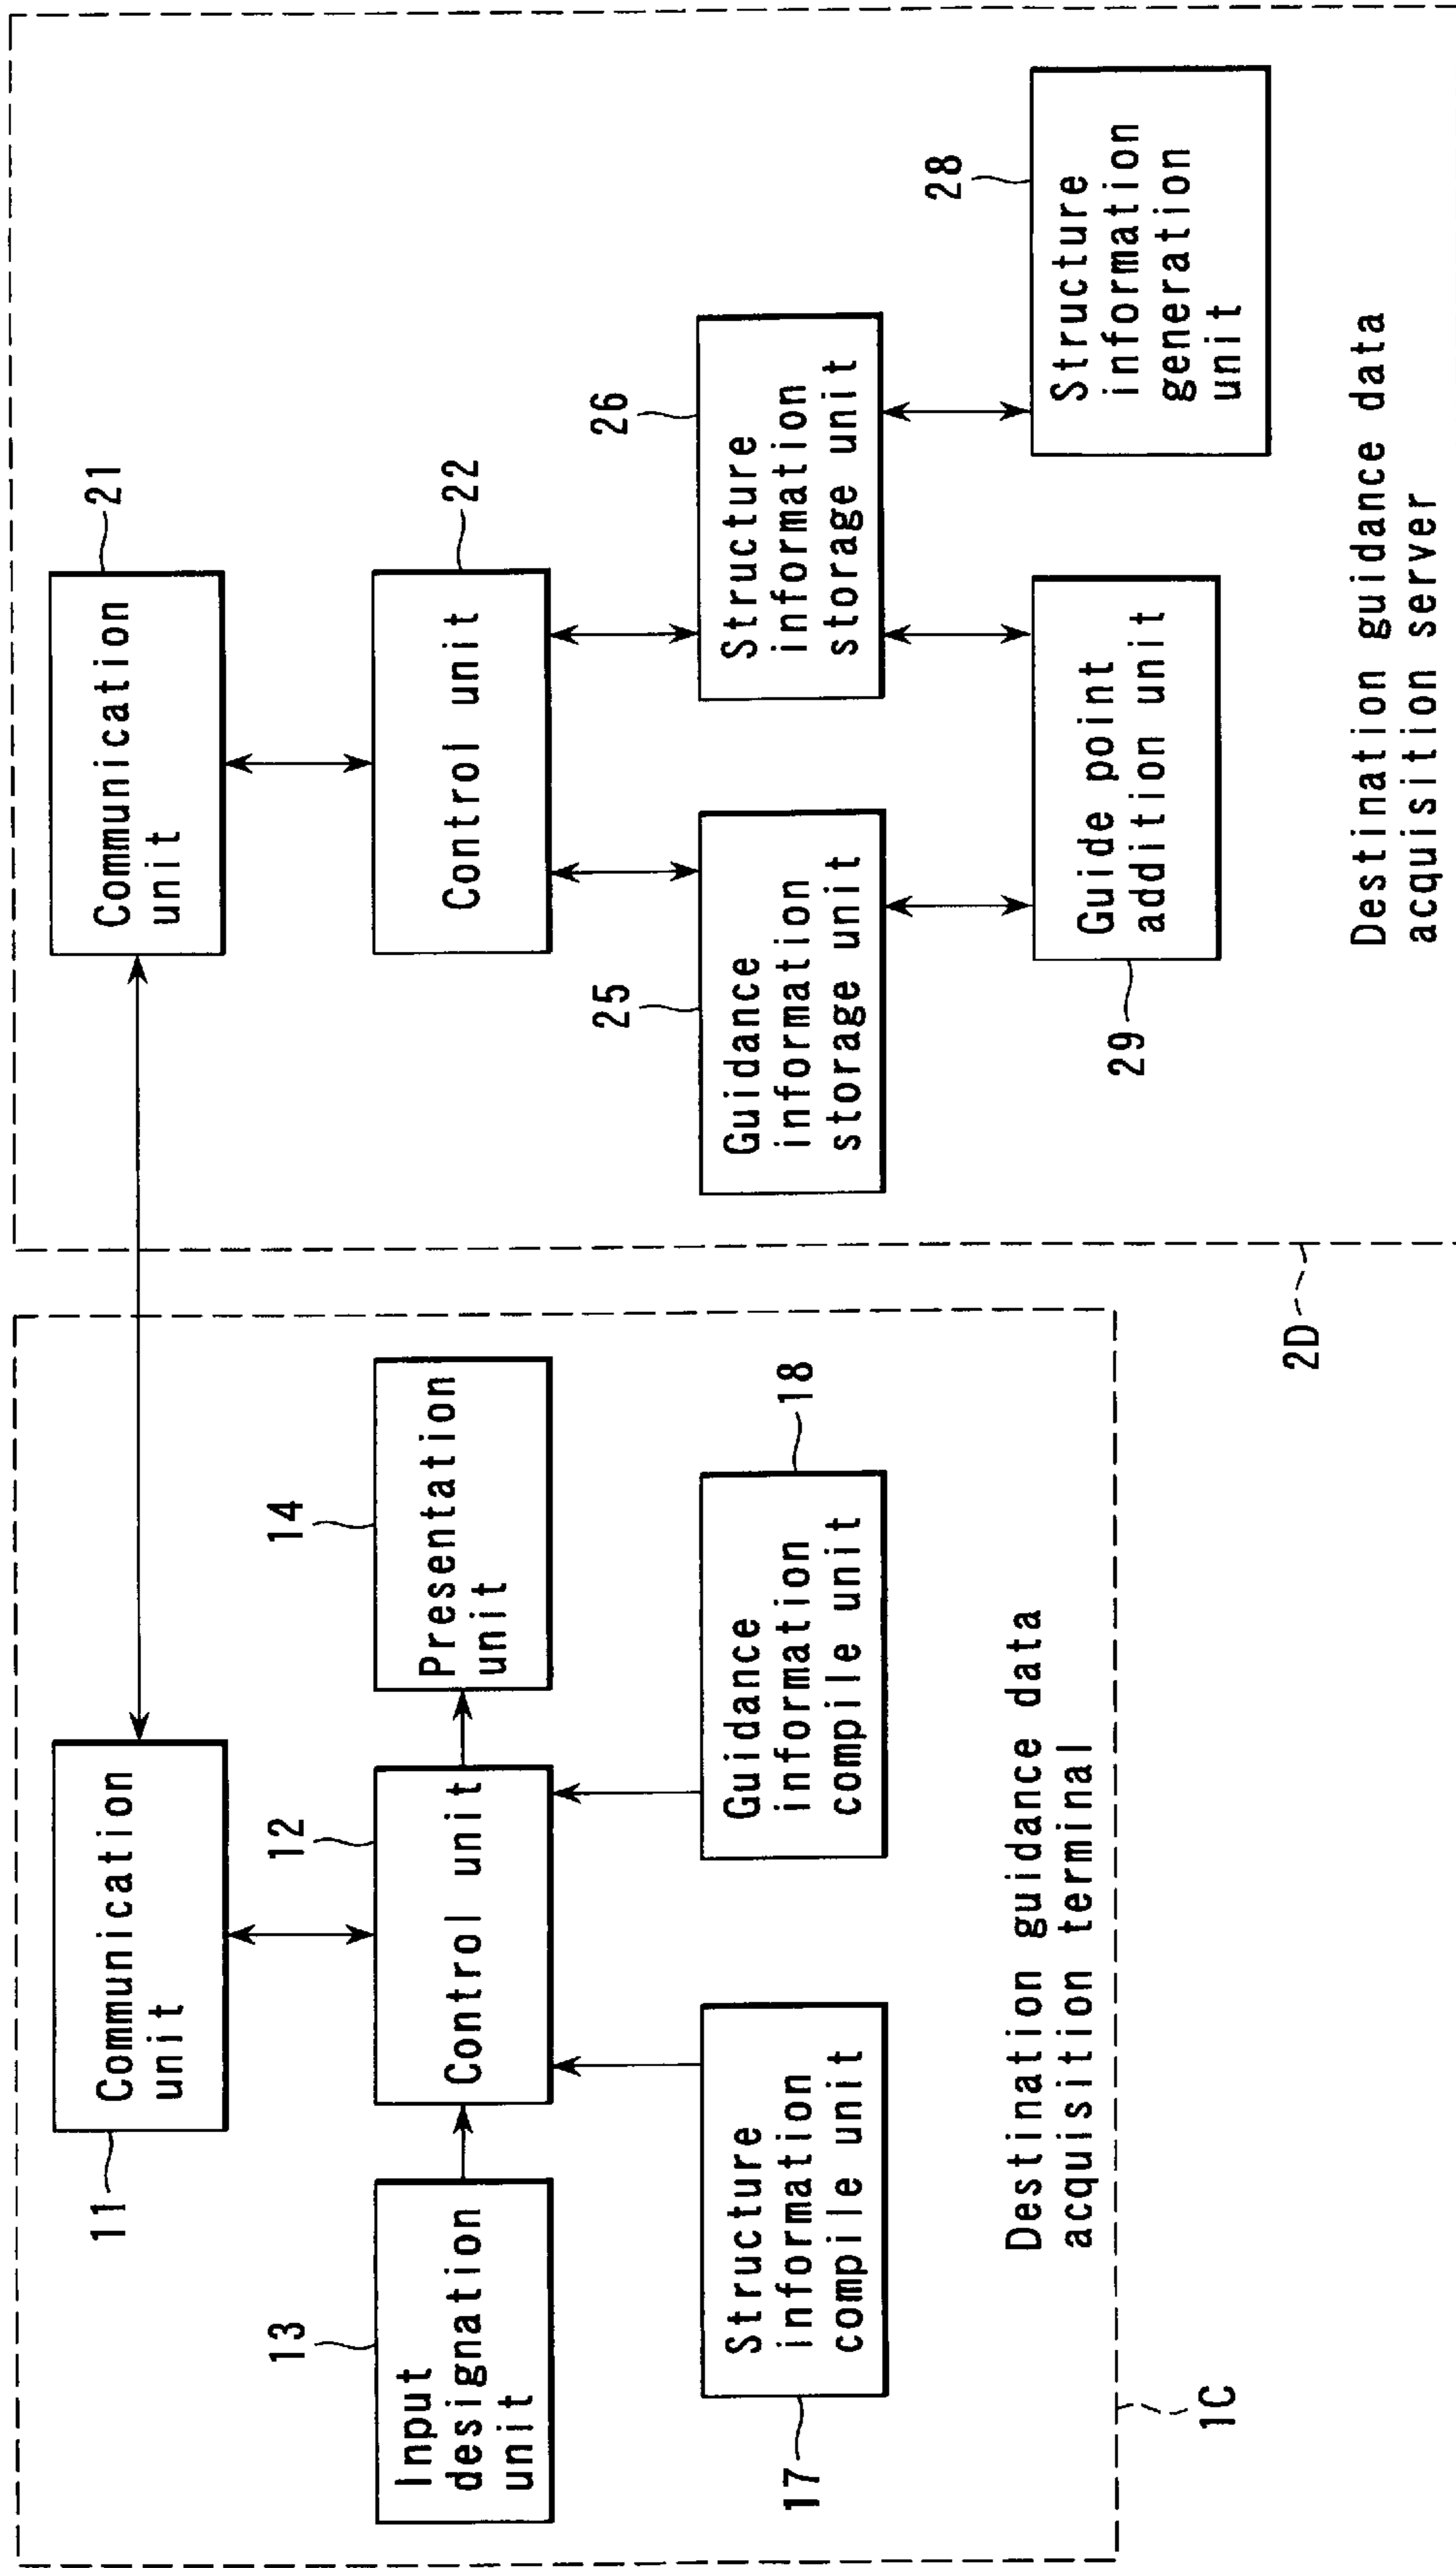 11
Communication
unit
13
Input
designation
unit
12
Control unit
14
Presentation
unit
17
Structure
information
compile unit
18
Guidance
information
compile unit
Destination guidance data
acquisition terminal
1C
21
Communication
unit
22
Control unit
25
Guidance
information
storage unit
26
Structure
information
storage unit
29
Guide point
addition unit
28
Structure
information
generation
unit
Destination guidance data
acquisition server
2D